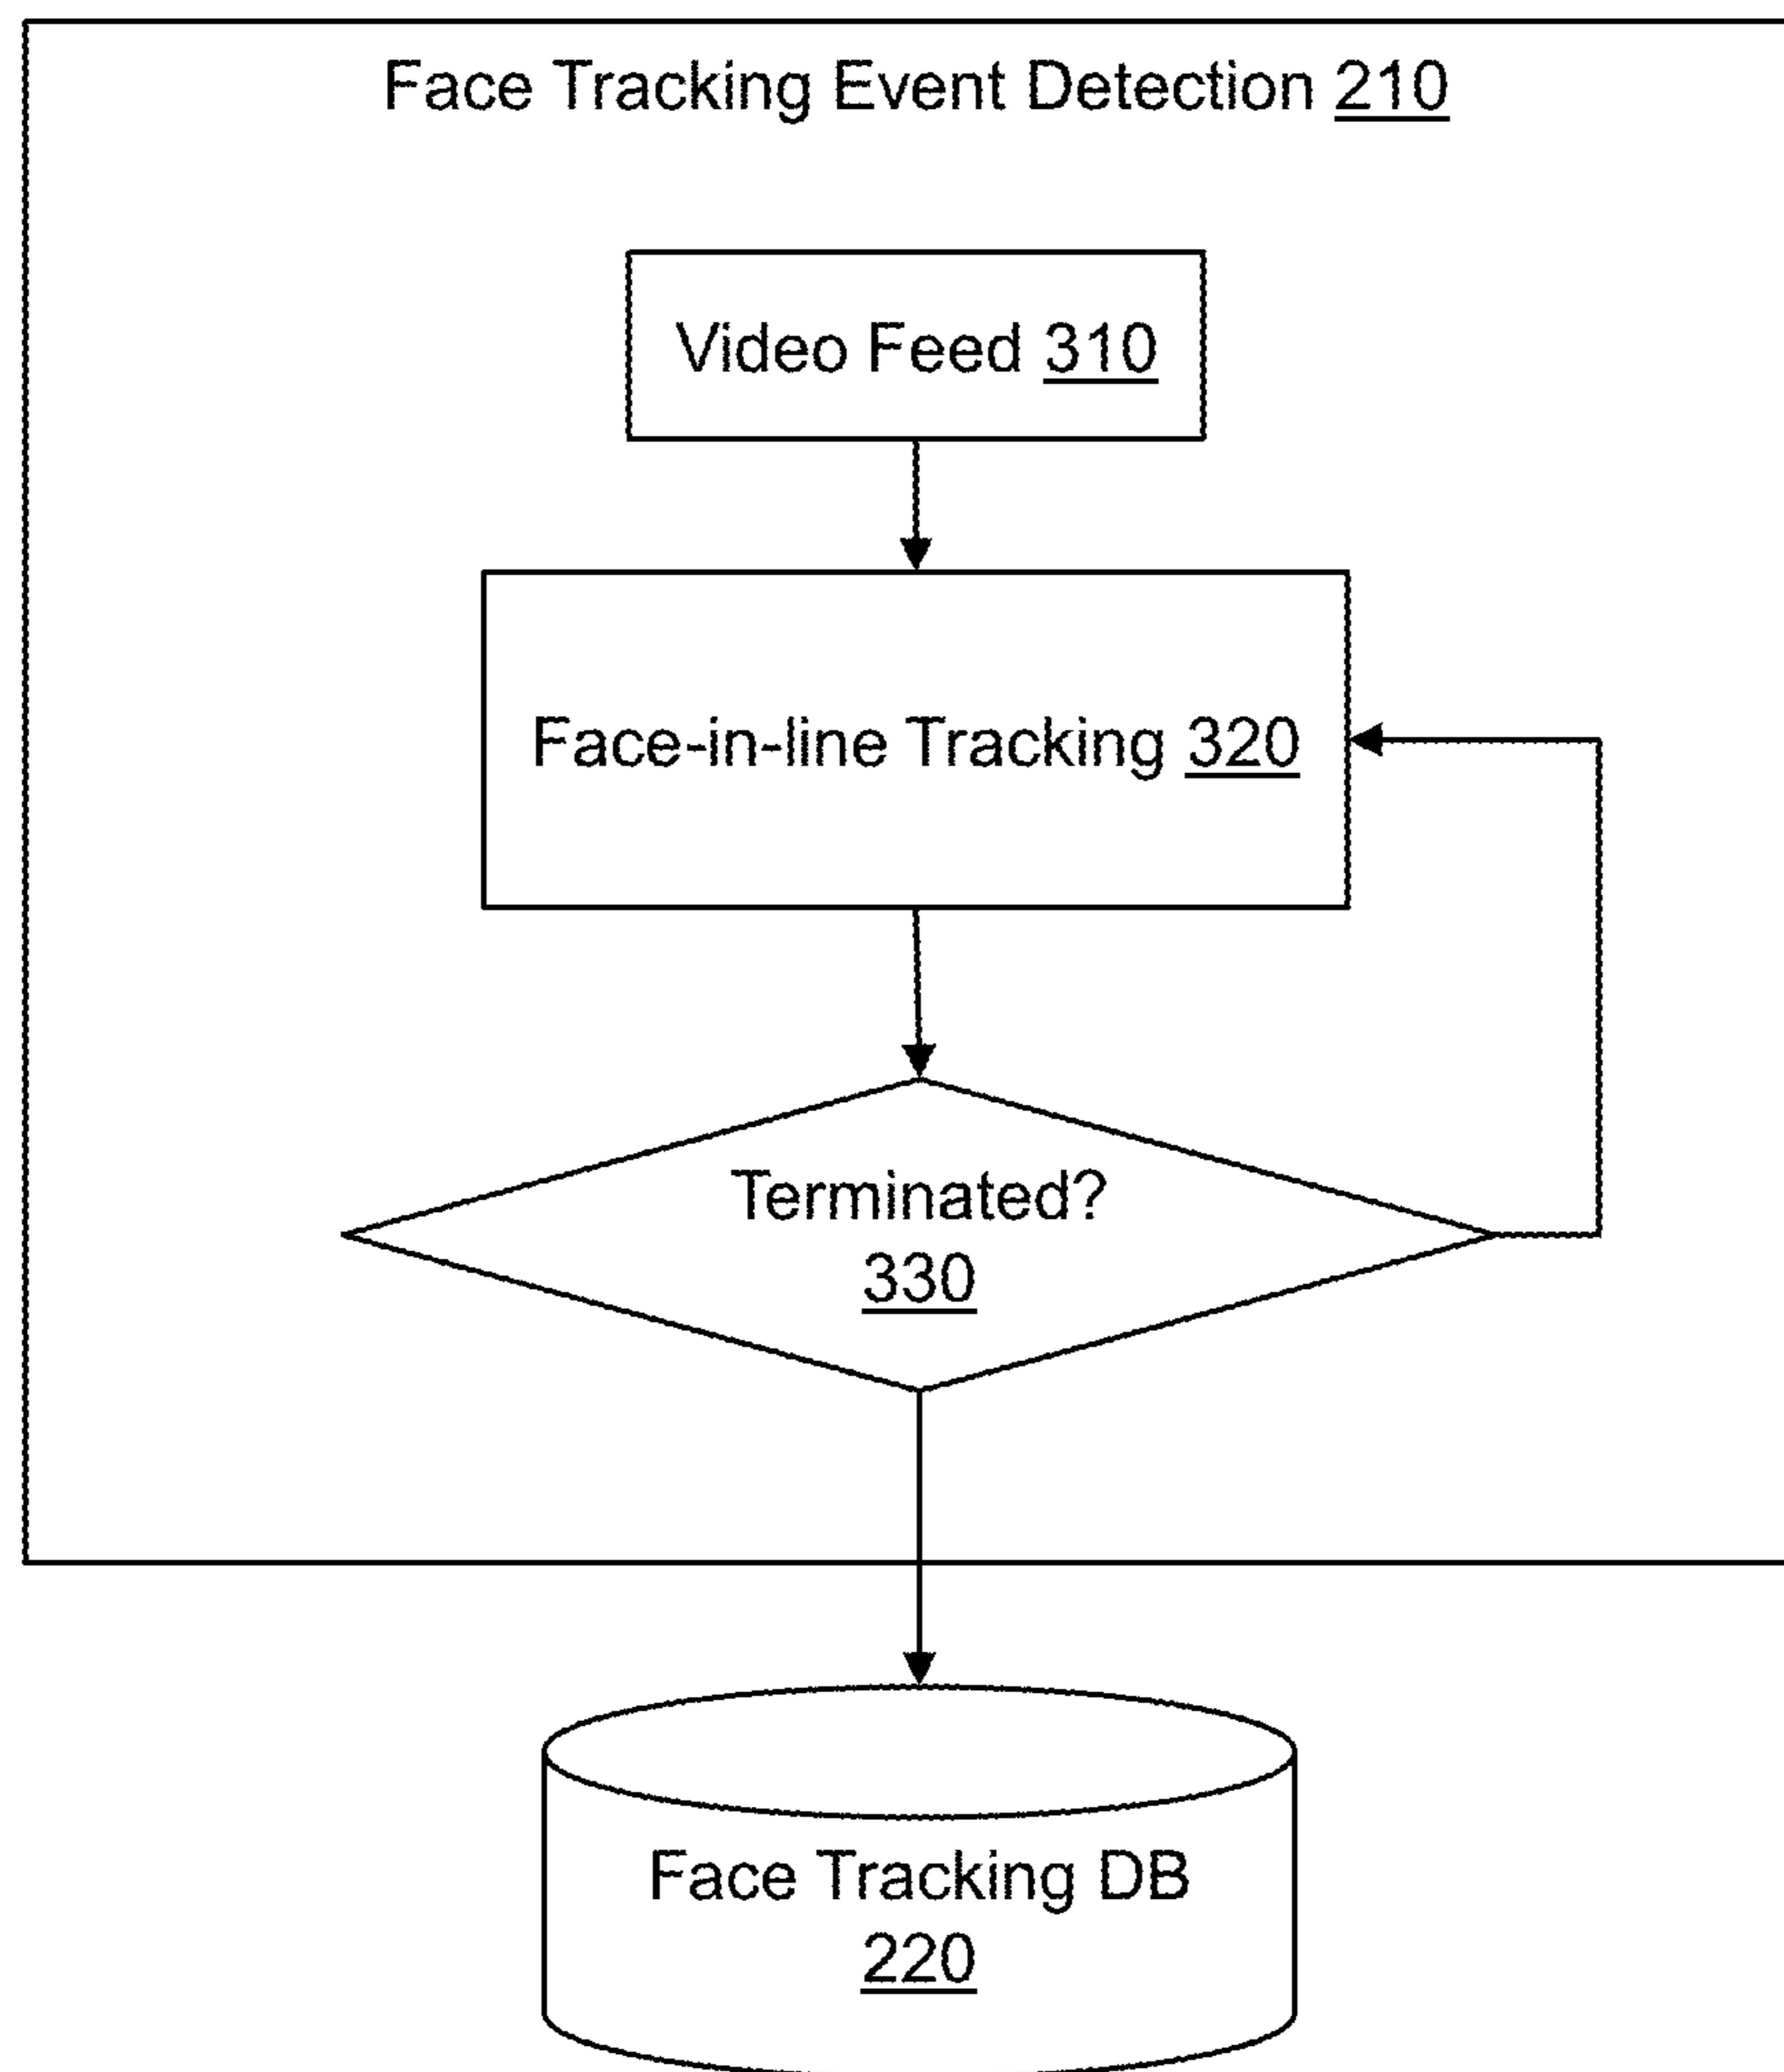 Face Tracking Event Detection 210
Video Feed 310
Face-in-line Tracking 320
Terminated?
330
Face Tracking DB
220